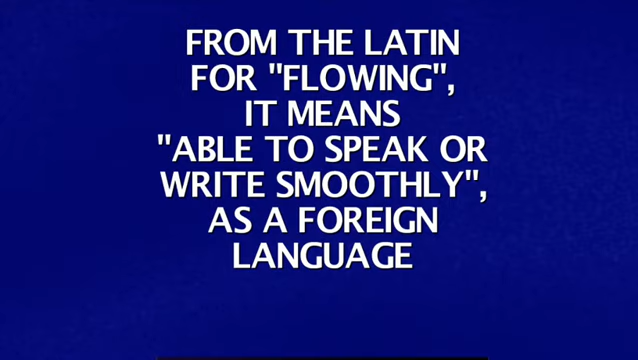 FROM THE LATIN
FOR "FLOWING",
IT MEANS
"ABLE TO SPEAK OR
WRITE SMOOTHLY",
AS A FOREIGN
LANGUAGE